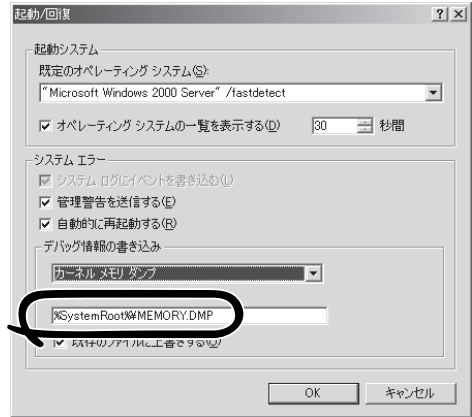 起動/回復
起動システム
既定のオペレーティング システム(S):
"Microsoft Windows 2000 Server" /fastdetect
オペレーティング システムの一覧を表示する(D) 30 秒間
システム エラー
システム ログにイベントを書き込む(L)
管理警告を送信する(E)
自動的に再起動する(R)
デバッグ情報の書き込み
カーネル メモリ ダンプ
%SystemRoot%¥MEMORY.DMP
既存のファイルに上書きする(O)
OK キャンセル